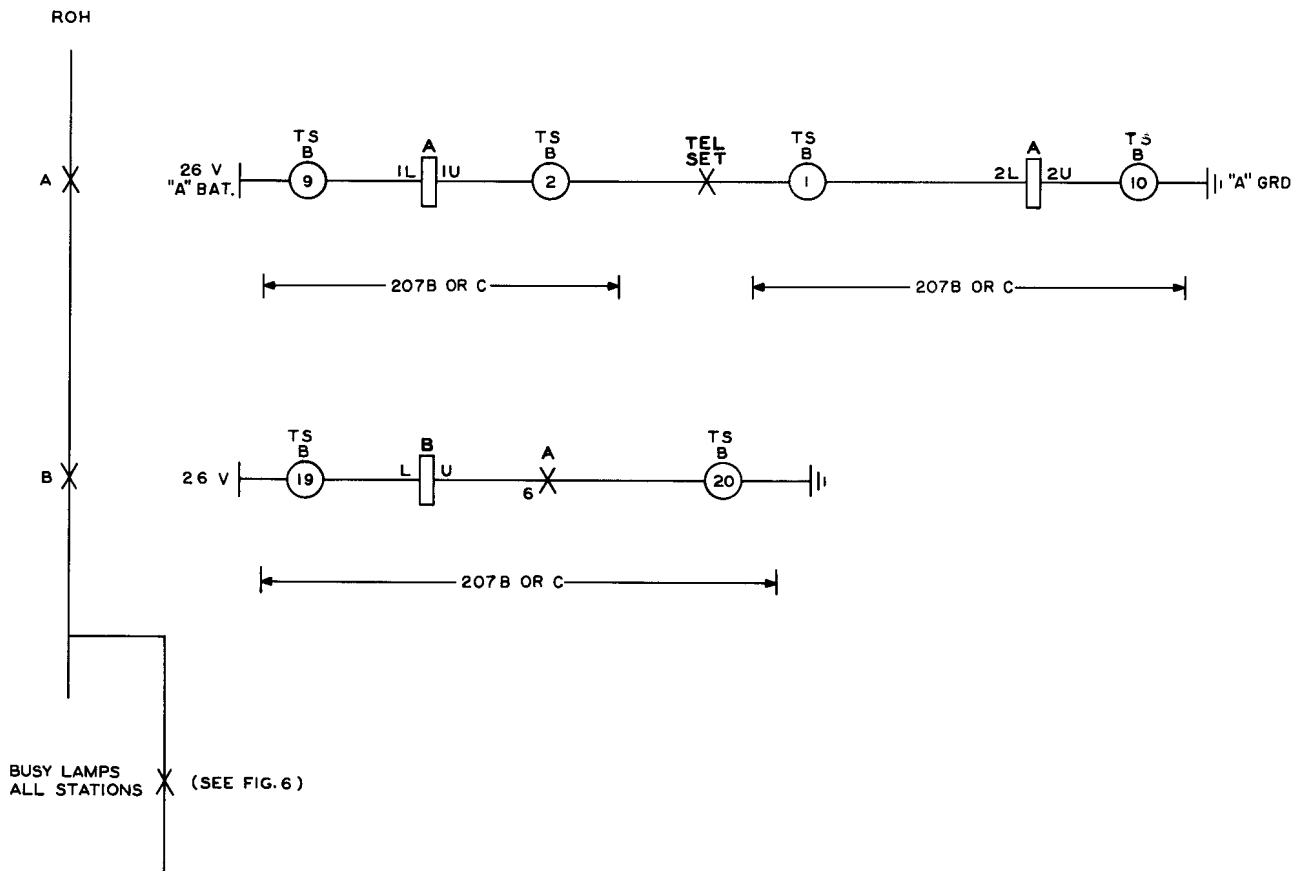 ROH
A
26 V
"A" BAT.
TS
B
9
1L
A
1U
TS
B
2
TEL
SET
TS
B
1
2L
A
2U
TS
B
10
"A" GRD
207B OR C
207B OR C
B
26 V
TS
B
19
L
B
U
A
6
TS
B
20
207B OR C
BUSY LAMPS
ALL STATIONS
(SEE FIG. 6)